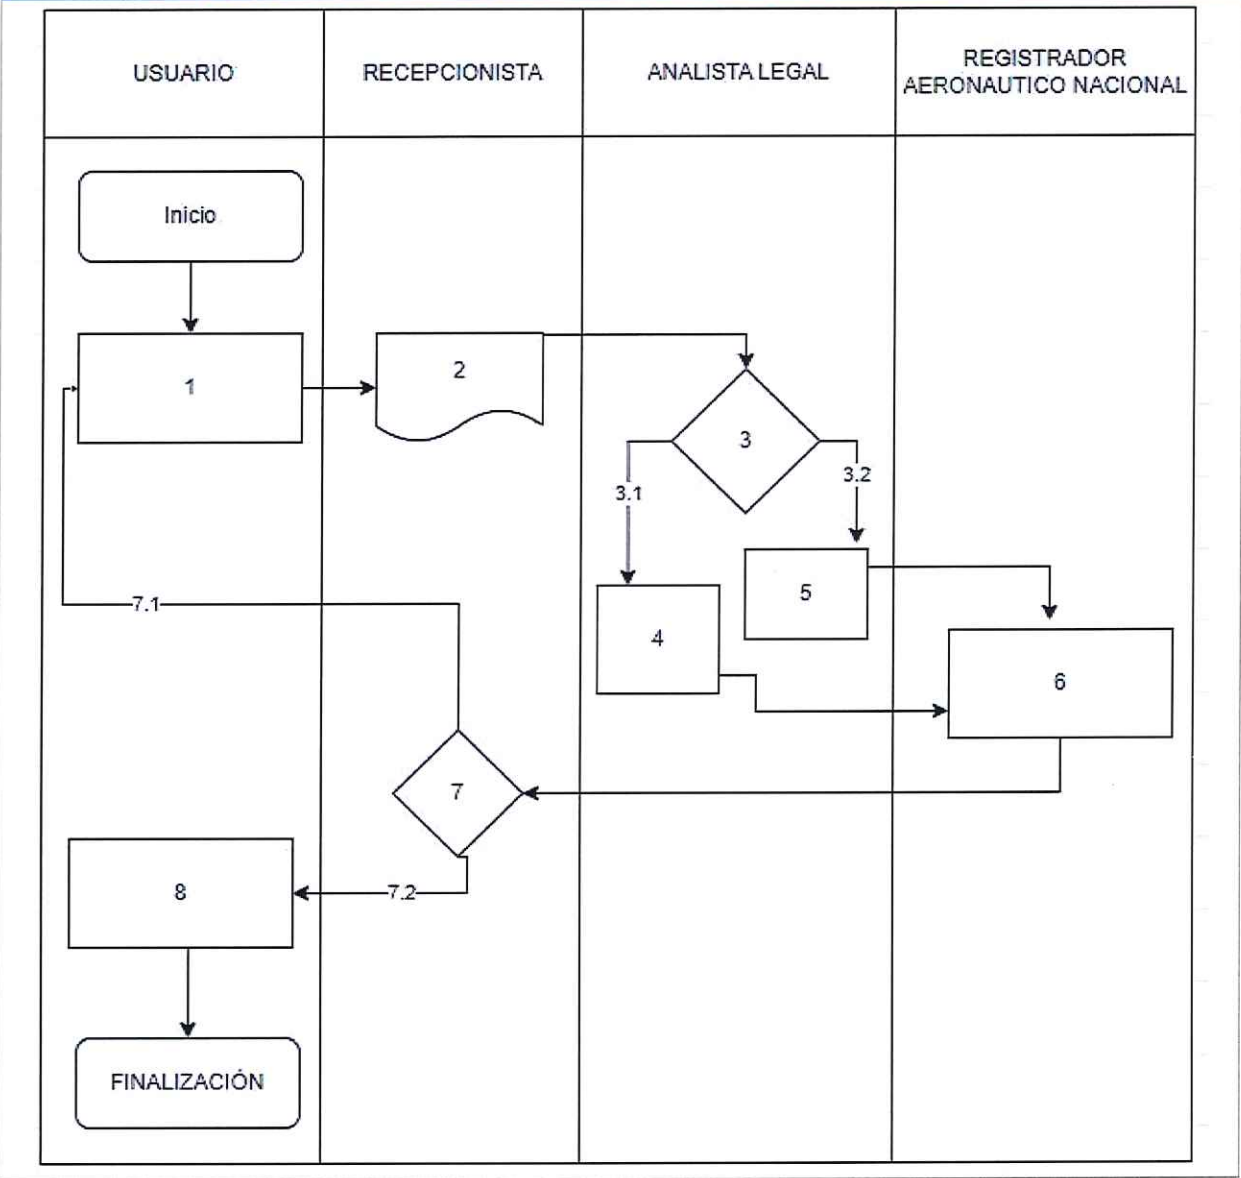 USUARIO
RECEPCIONISTA
ANALISTA LEGAL
REGISTRADOR
AERONAUTICO NACIONAL
Inicio
1
2
3
3.1
3.2
4
5
6
7
7.1
7.2
8
FINALIZACIÓN